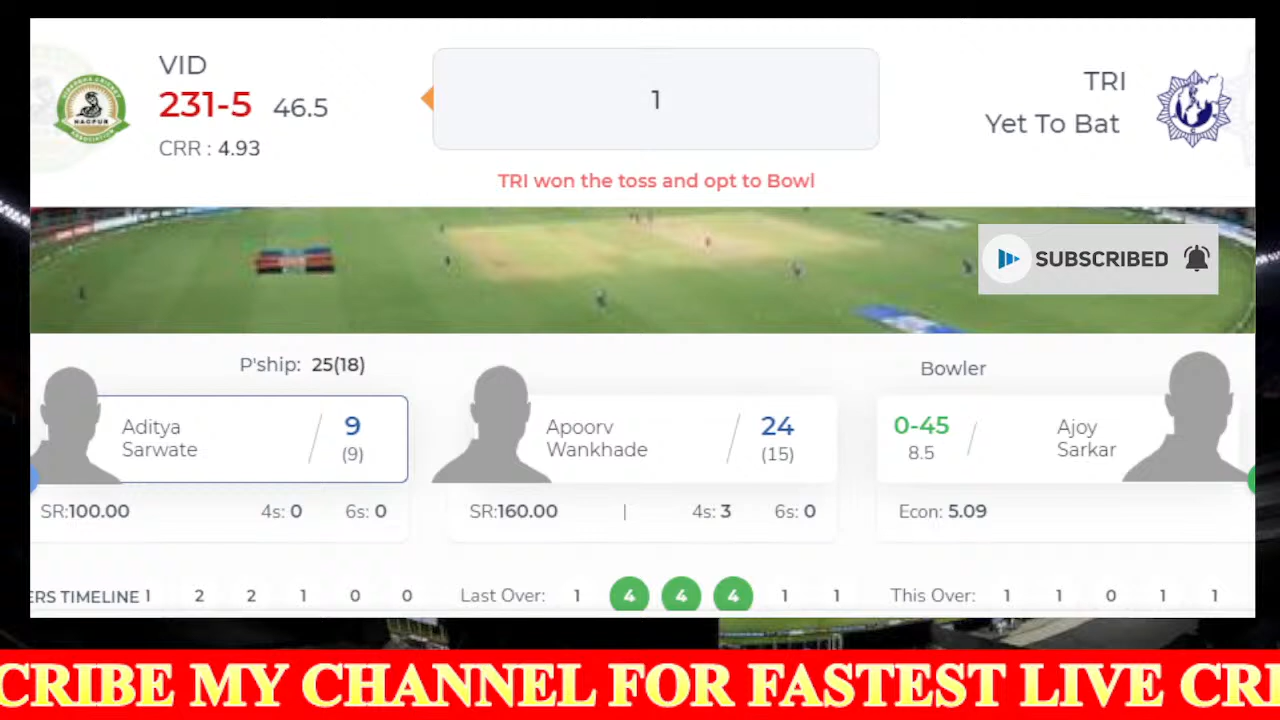 VID
231-5 46.5
CRR : 4.93
NAGPUR
1
TRI won the toss and opt to Bowl
TRI
Yet To Bat
SUBSCRIBED
P'ship: 25(18)
Aditya
Sarwate
9
(9)
SR:100.00 4s: 0 6s: 0
Apoorv
Wankhade
24
(15)
SR:160.00 | 4s: 3 6s: 0
Bowler
0-45
8.5
Ajoy
Sarkar
Econ: 5.09
ERS TIMELINE 1 2 2 1 0 0 Last Over: 1 4 4 4 1 1 This Over: 1 1 0 1 1
CRIBE MY CHANNEL FOR FASTEST LIVE CRI